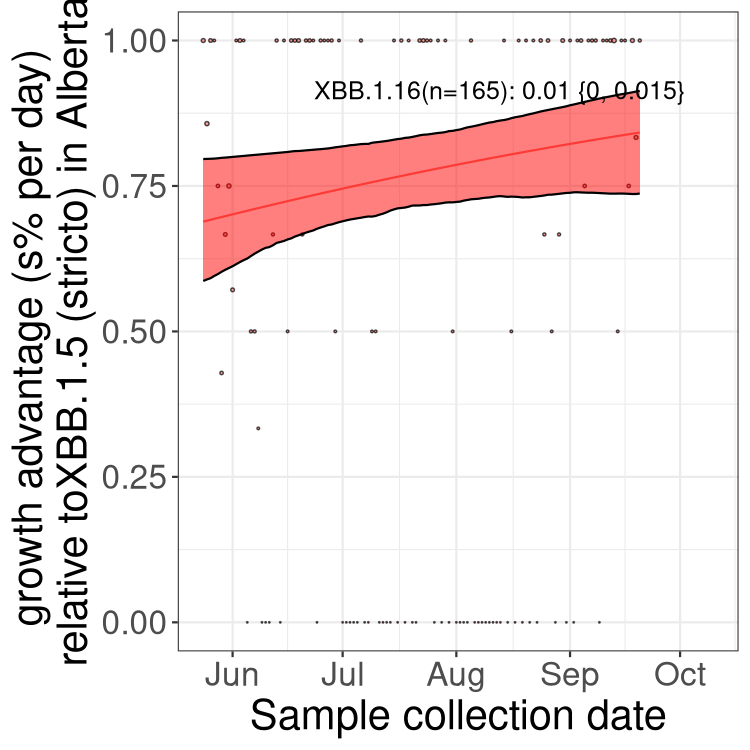 growth advantage (s% per day)
relative toXBB.1.5 (stricto) in Alberta
1.00
0.75
0.50
0.25
0.00
XBB.1.16(n=165): 0.01 {0, 0.015}
Jun Jul Aug Sep Oct
Sample collection date